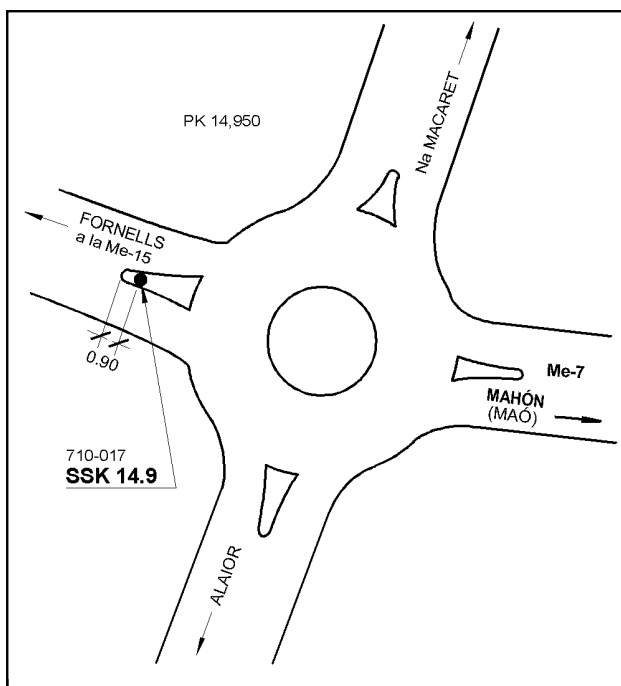 PK 14,950
Na MACARET
FORNELLS
a la Me-15
0.90
Me-7
MAHÓN
(MAÓ)
710-017
SSK 14.9
ALAIOR